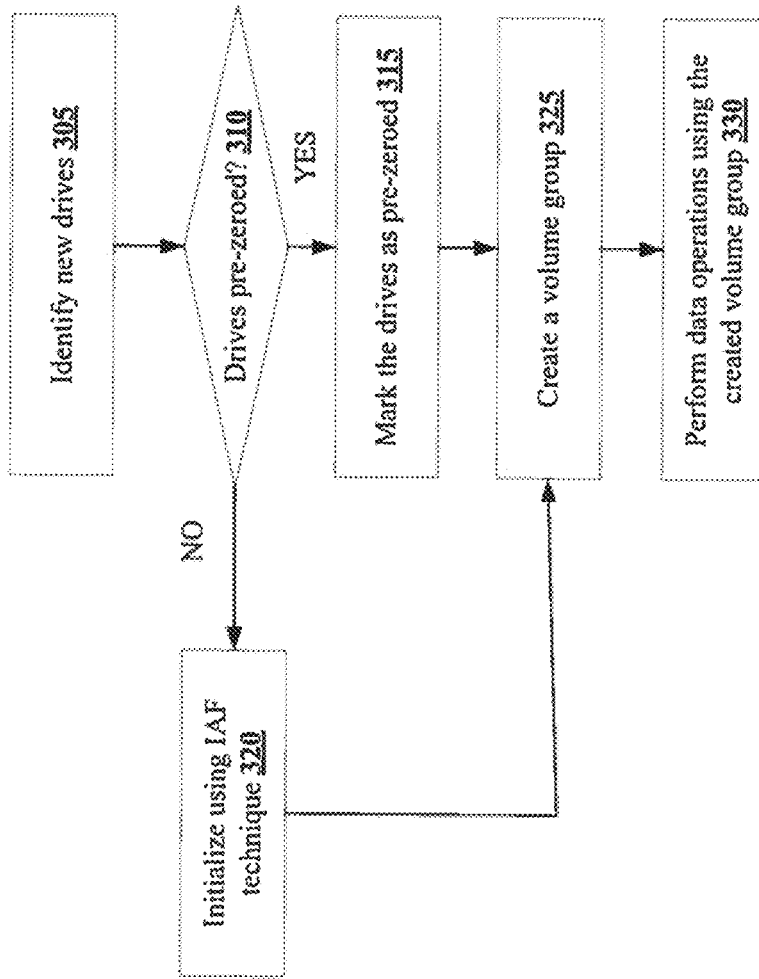 Identify new drives 305
Drives pre-zeroed? 310
YES
NO
Mark the drives as pre-zeroed 315
Initialize using IAF
technique 320
Create a volume group 325
Perform data operations using the
created volume group 330